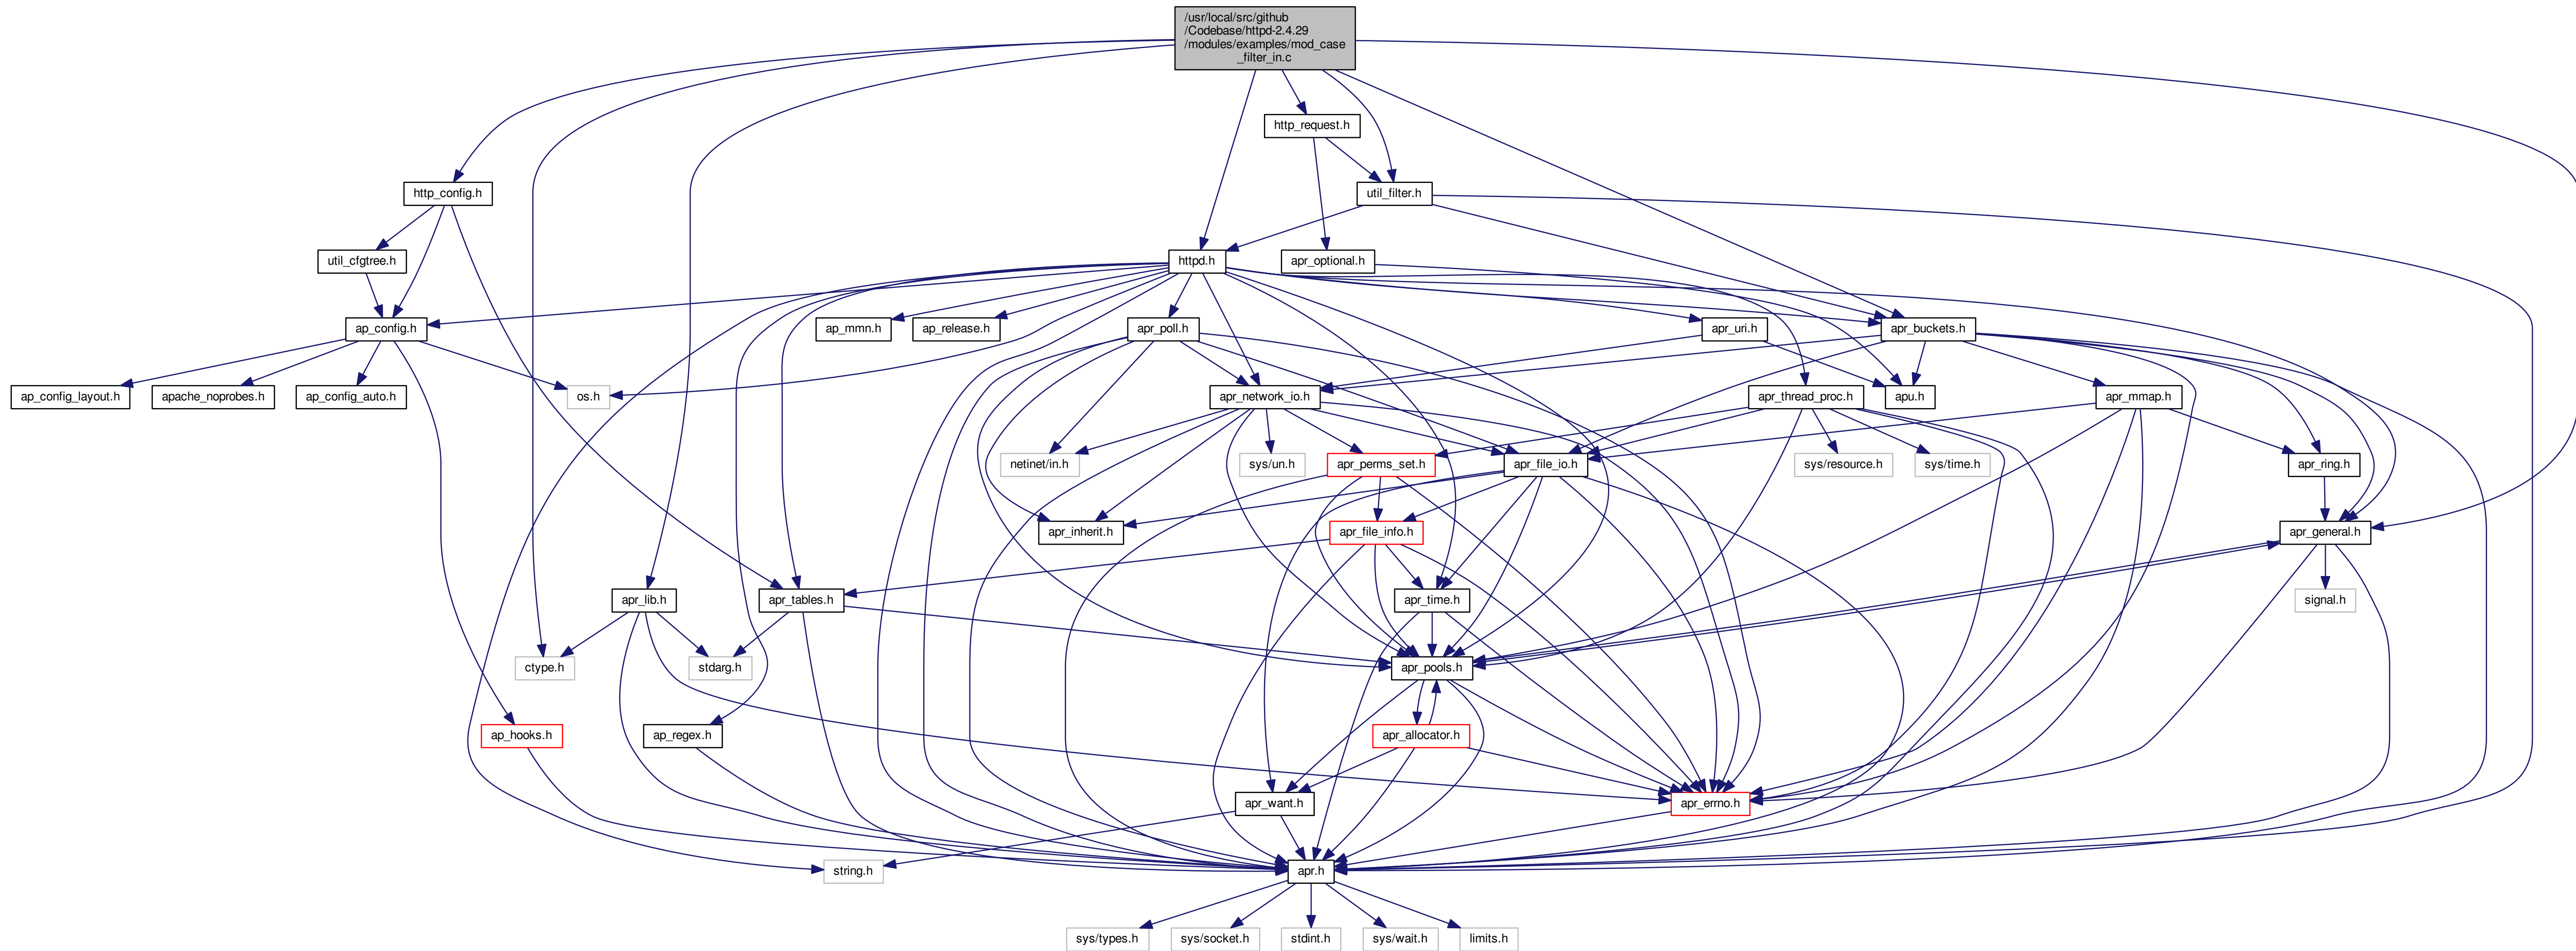 /usr/local/src/github
/Codebase/httpd-2.4.29
/modules/examples/mod_case
_filter_in.c
http_request.h
http_config.h
util_filter.h
util_cfgtree.h
httpd.h
apr_optional.h
ap_config.h
ap_mmn.h
ap_release.h
apr_poll.h
apr_uri.h
apr_buckets.h
ap_config_layout.h
apache_noprobes.h
ap_config_auto.h
os.h
apr_network_io.h
apr_thread_proc.h
apu.h
apr_mmap.h
netinet/in.h
sys/un.h
apr_perms_set.h
apr_file_io.h
sys/resource.h
sys/time.h
apr_ring.h
apr_inherit.h
apr_file_info.h
apr_general.h
apr_lib.h
apr_tables.h
apr_time.h
signal.h
ctype.h
stdarg.h
apr_pools.h
ap_hooks.h
ap_regex.h
apr_allocator.h
apr_want.h
apr_errno.h
string.h
apr.h
sys/types.h
sys/socket.h
stdint.h
sys/wait.h
limits.h